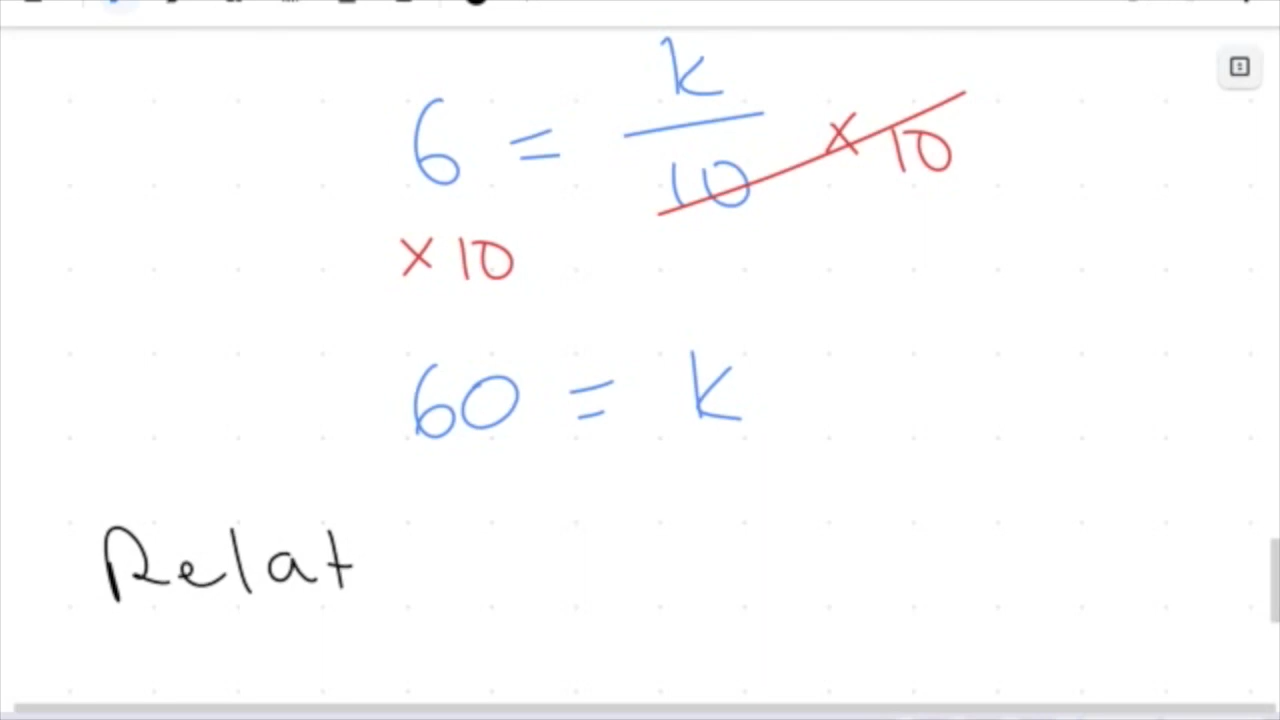 6 = k/10 × 10
× 10
60 = k
Relat